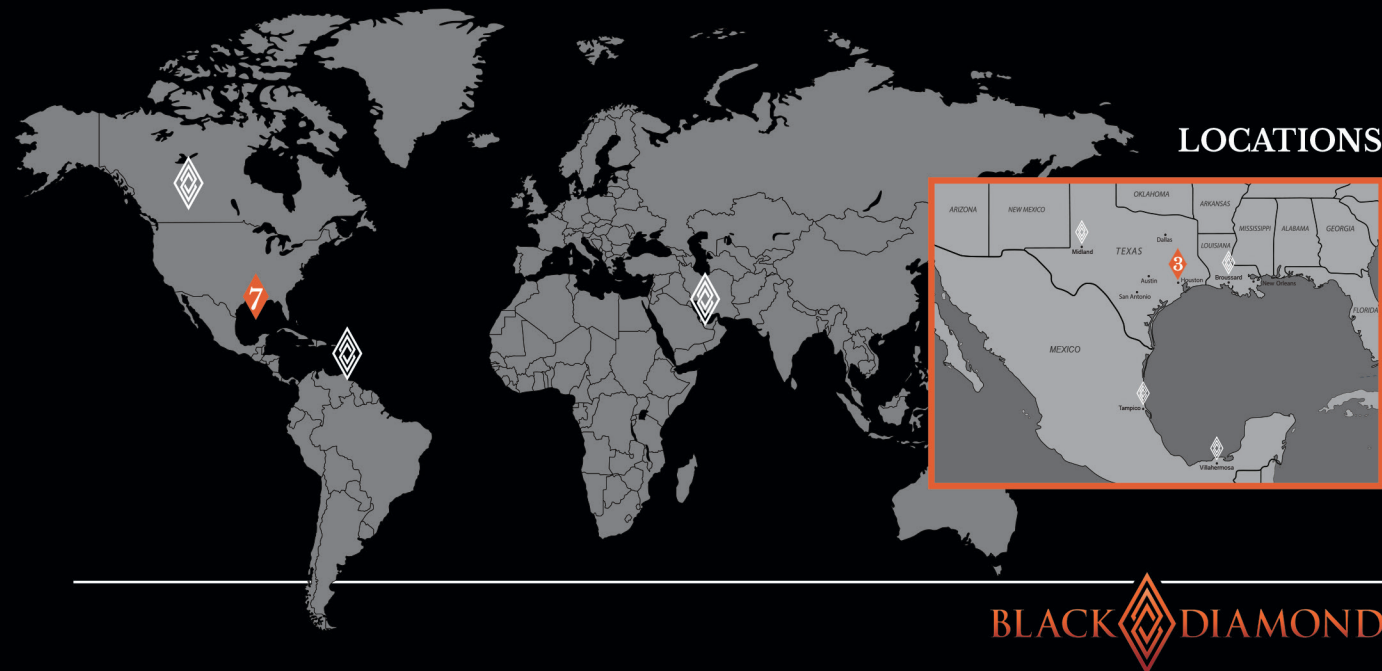 LOCATIONS
7
OKLAHOMA
ARIZONA
NEW MEXICO
ARKANSAS
MISSISSIPPI
ALABAMA
GEORGIA
Dallas
Midland
TEXAS
3
LOUISIANA
Broussard
Austin
Houston
New Orleans
San Antonio
FLORIDA
MEXICO
Tampico
Villahermosa
BLACK DIAMOND